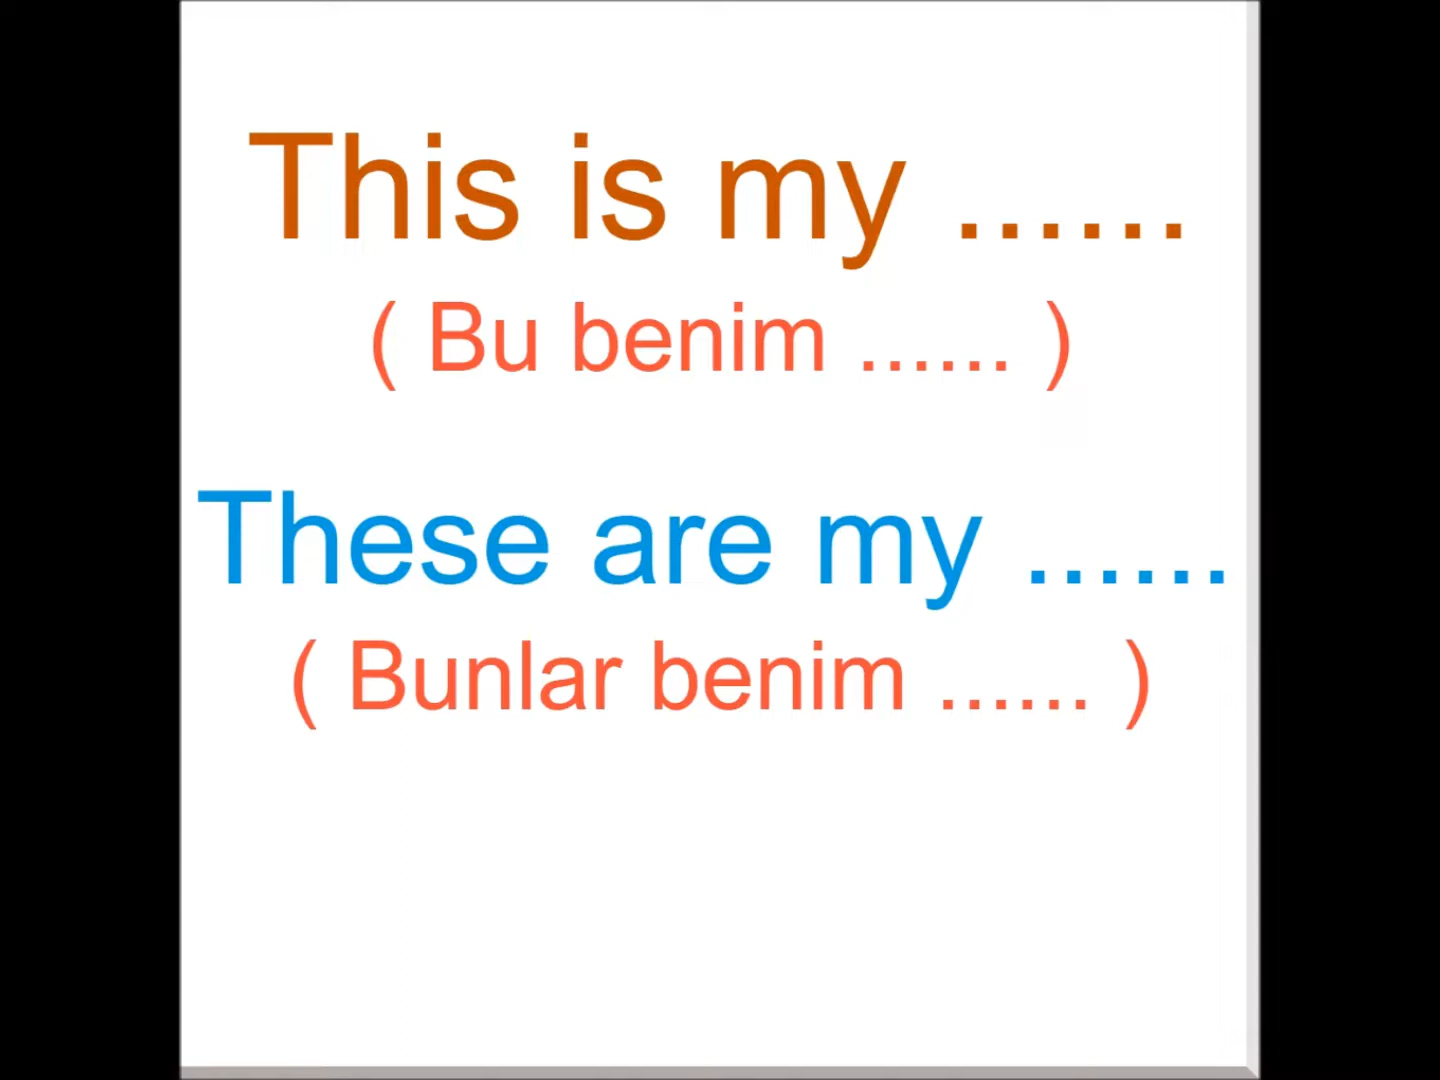 This is my ......
( Bu benim ...... )
These are my ......
( Bunlar benim ...... )